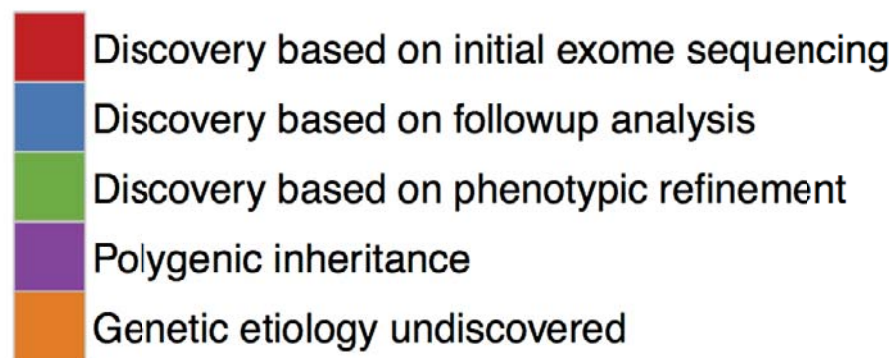 Discovery based on initial exome sequencing
Discovery based on followup analysis
Discovery based on phenotypic refinement
Polygenic inheritance
Genetic etiology undiscovered